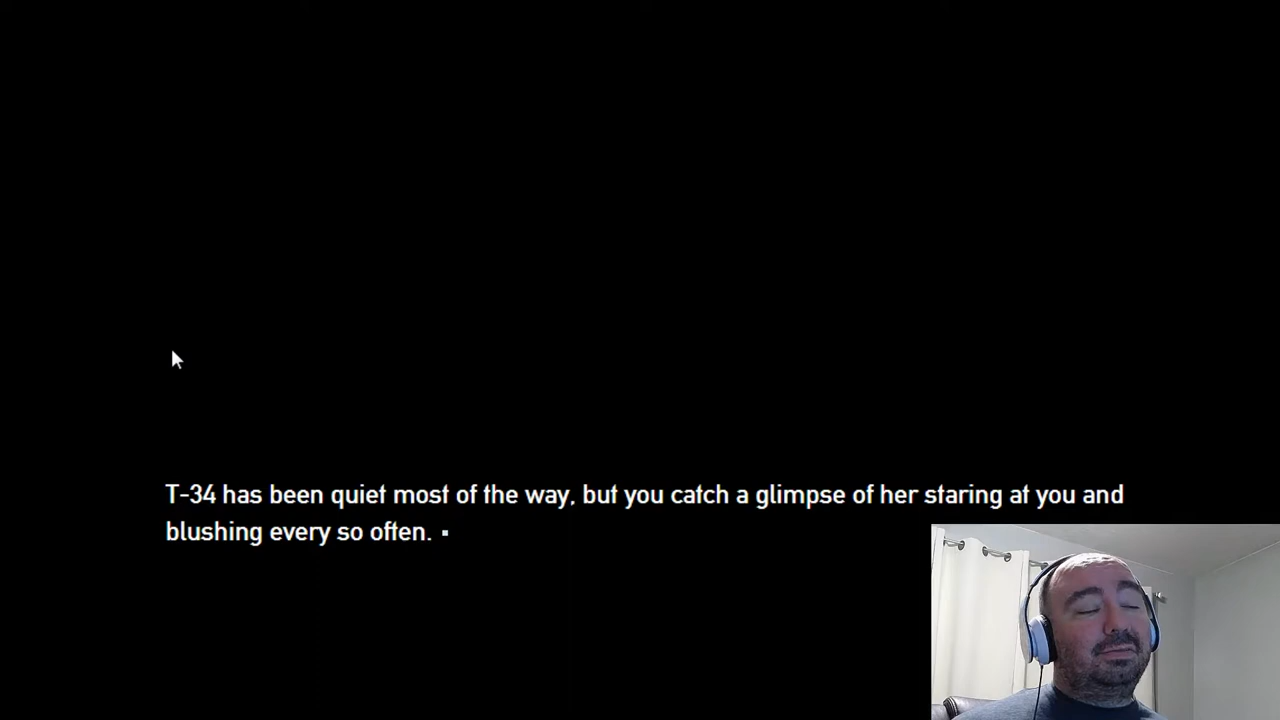 T-34 has been quiet most of the way, but you catch a glimpse of her staring at you and
blushing every so often.